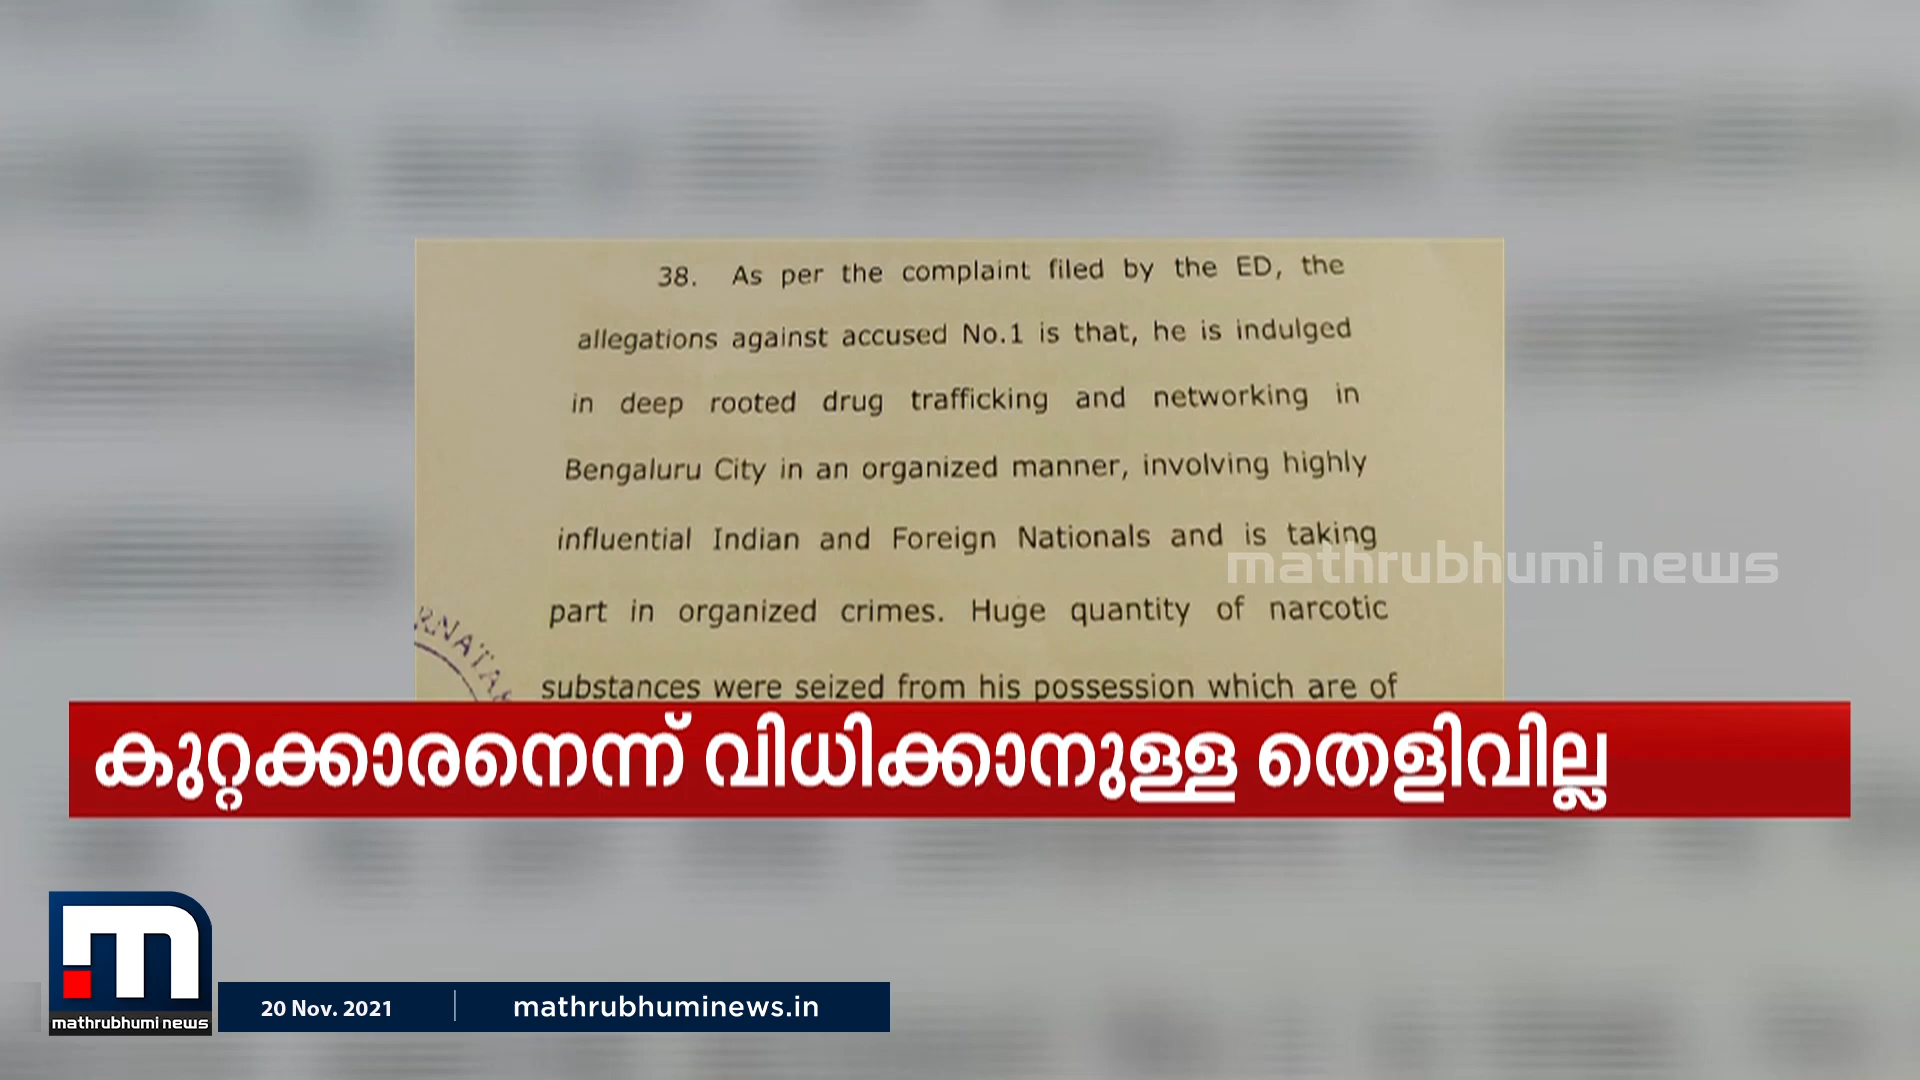 38. As per the complaint filed by the ED, the
allegations against accused No.1 is that, he is indulged
in deep rooted drug trafficking and networking in
Bengaluru City in an organized manner, involving highly
influential Indian and Foreign Nationals and is taking
mathrubhumi news
part in organized crimes. Huge quantity of narcotic
substances were seized from his possession which are of
കുറ്റക്കാരനെന്ന് വിധിക്കാനുള്ള തെളിവില്ല
mathrubhumi news
20 Nov. 2021
mathrubhuminews.in